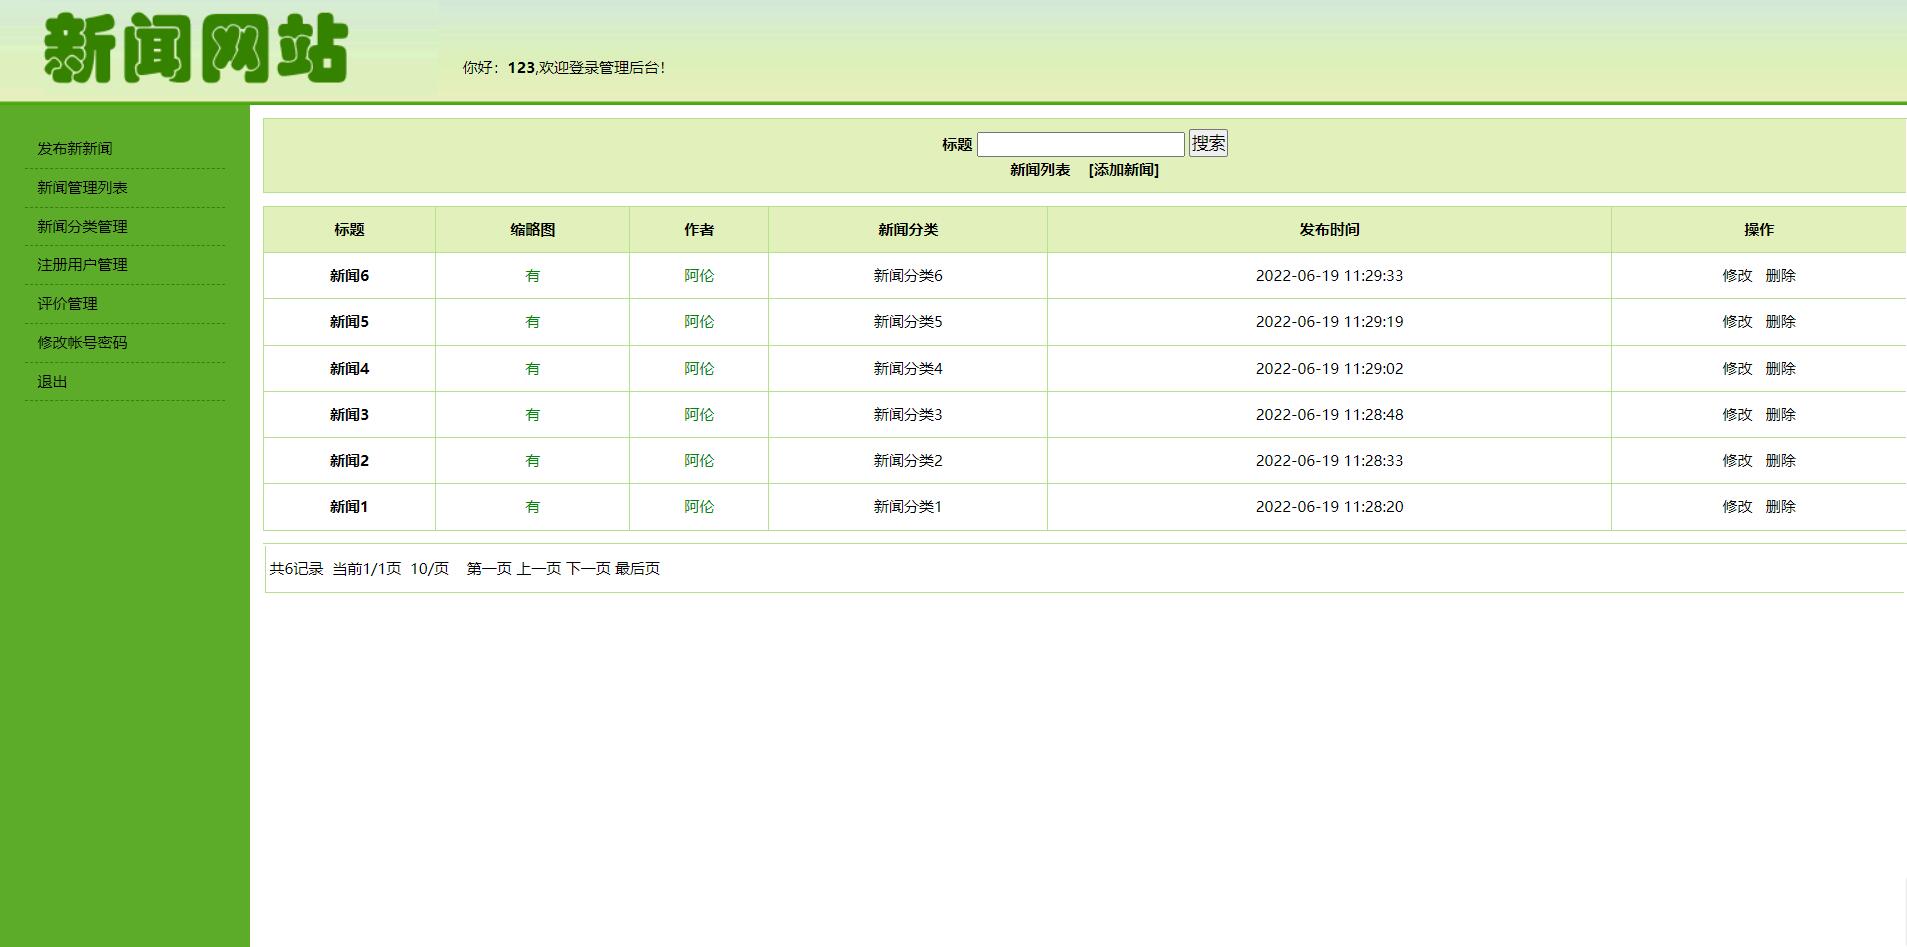 新闻网站
你好：123,欢迎登录管理后台！
发布新新闻
新闻管理列表
新闻分类管理
注册用户管理
评价管理
修改帐号密码
退出
标题 搜索
新闻列表 [添加新闻]
标题 缩略图 作者 新闻分类 发布时间 操作
新闻6 有 阿伦 新闻分类6 2022-06-19 11:29:33 修改 删除
新闻5 有 阿伦 新闻分类5 2022-06-19 11:29:19 修改 删除
新闻4 有 阿伦 新闻分类4 2022-06-19 11:29:02 修改 删除
新闻3 有 阿伦 新闻分类3 2022-06-19 11:28:48 修改 删除
新闻2 有 阿伦 新闻分类2 2022-06-19 11:28:33 修改 删除
新闻1 有 阿伦 新闻分类1 2022-06-19 11:28:20 修改 删除
共6记录 当前1/1页 10/页 第一页 上一页 下一页 最后页